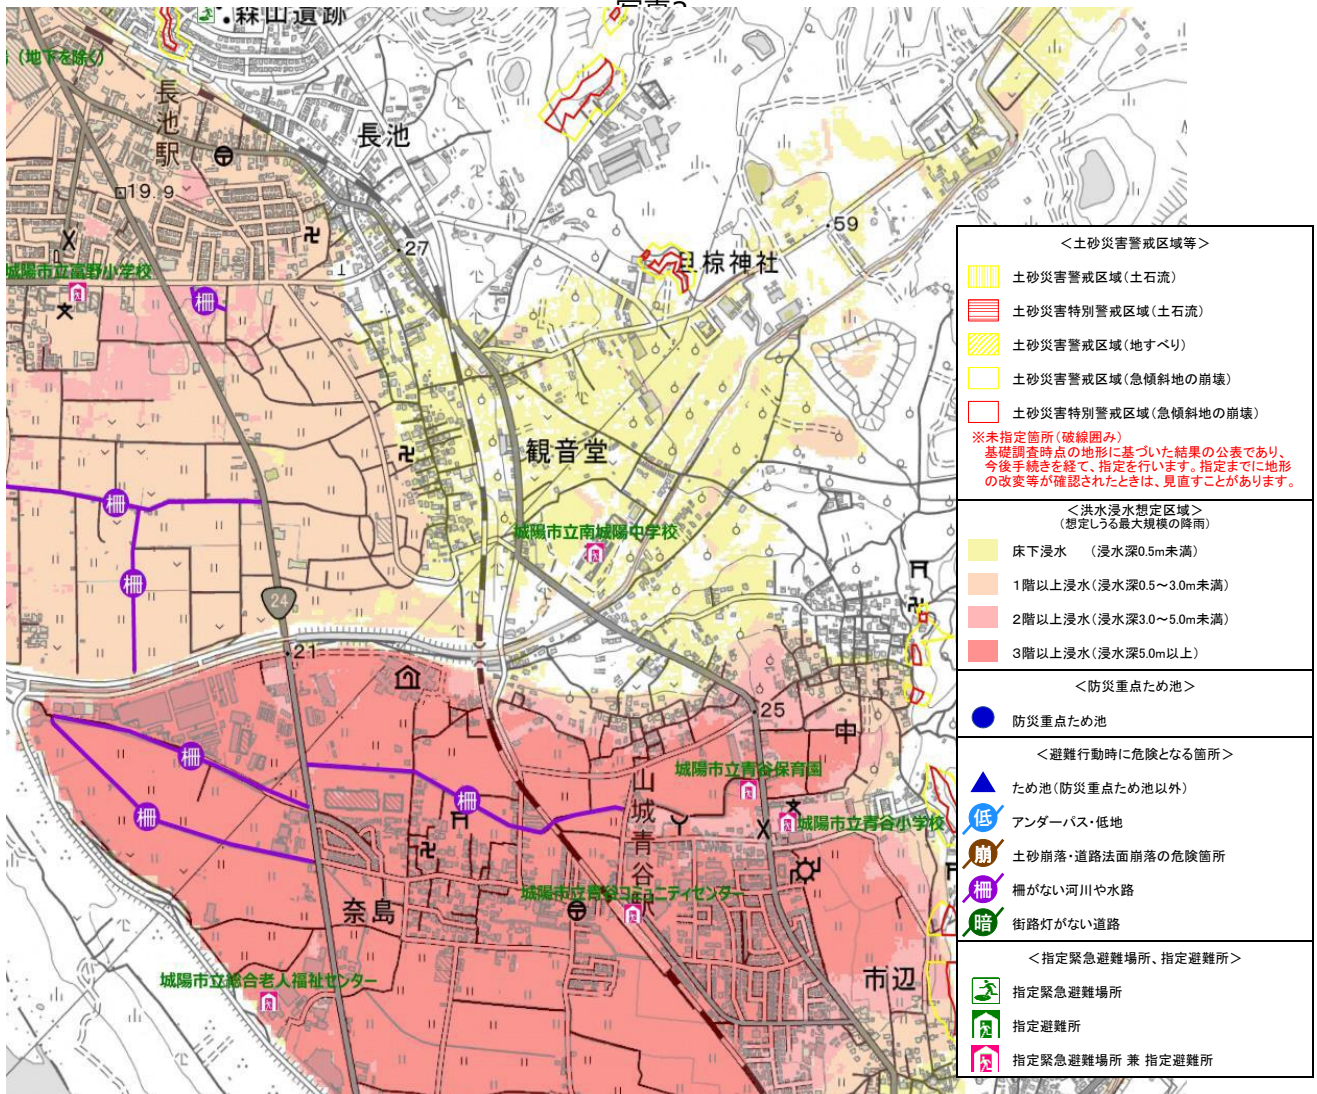 森山遺跡
（地下を除く）
長池駅
長池
19.9
27
59
旦椋神社
城陽市立富野小学校
柵
観音堂
柵
城陽市立南城陽中学校
柵
24
21
25
中
柵
城陽市立青谷保育園
柵
柵
山城青谷
城陽市立青谷小学校
城陽市立青谷コミュニティセンター
奈島
城陽市立総合老人福祉センター
市辺
＜土砂災害警戒区域等＞
土砂災害警戒区域（土石流）
土砂災害特別警戒区域（土石流）
土砂災害警戒区域（地すべり）
土砂災害警戒区域（急傾斜地の崩壊）
土砂災害特別警戒区域（急傾斜地の崩壊）
※未指定箇所（破線囲み）
基礎調査時点の地形に基づいた結果の公表であり、
今後手続きを経て、指定を行います。指定までに地形
の改変等が確認されたときは、見直すことがあります。
＜洪水浸水想定区域＞
（想定しうる最大規模の降雨）
床下浸水　（浸水深0.5m未満）
1階以上浸水（浸水深0.5～3.0m未満）
2階以上浸水（浸水深3.0～5.0m未満）
3階以上浸水（浸水深5.0m以上）
＜防災重点ため池＞
防災重点ため池
＜避難行動時に危険となる箇所＞
ため池（防災重点ため池以外）
低 アンダーパス・低地
崩 土砂崩落・道路法面崩落の危険箇所
柵 柵がない河川や水路
暗 街路灯がない道路
＜指定緊急避難場所、指定避難所＞
指定緊急避難場所
指定避難所
指定緊急避難場所 兼 指定避難所